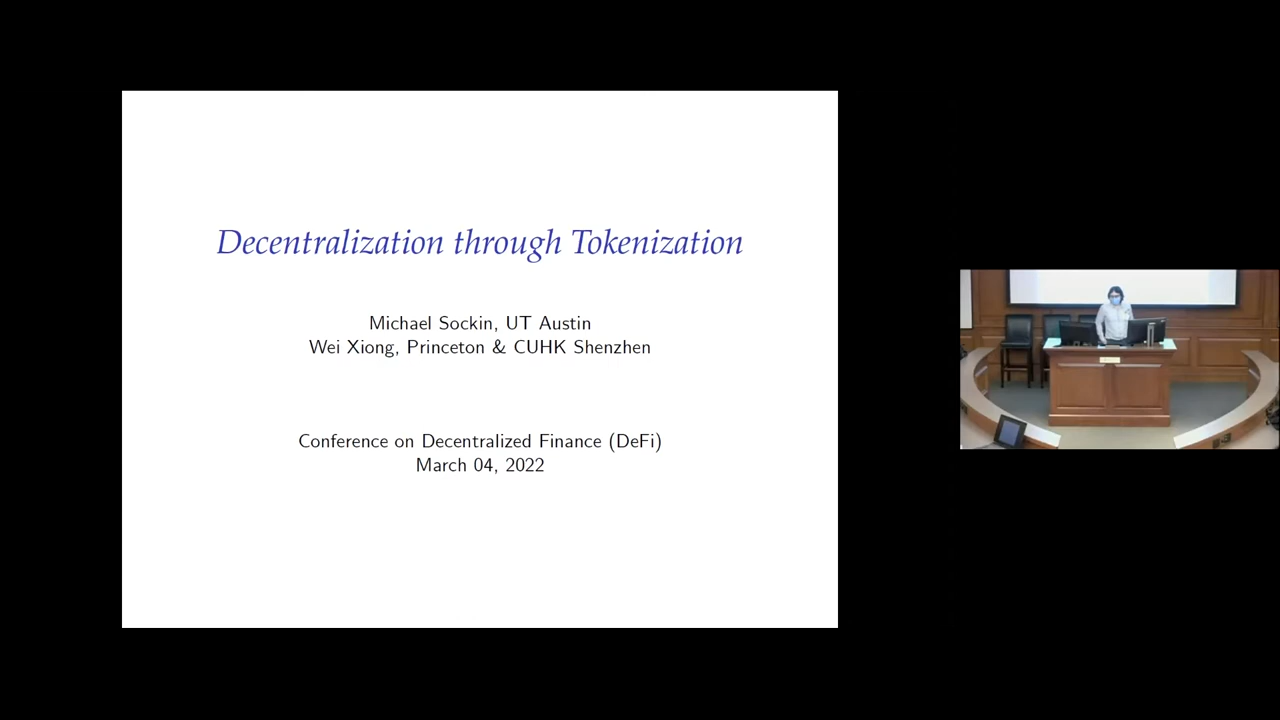 Decentralization through Tokenization
Michael Sockin, UT Austin
Wei Xiong, Princeton & CUHK Shenzhen
Conference on Decentralized Finance (DeFi)
March 04, 2022